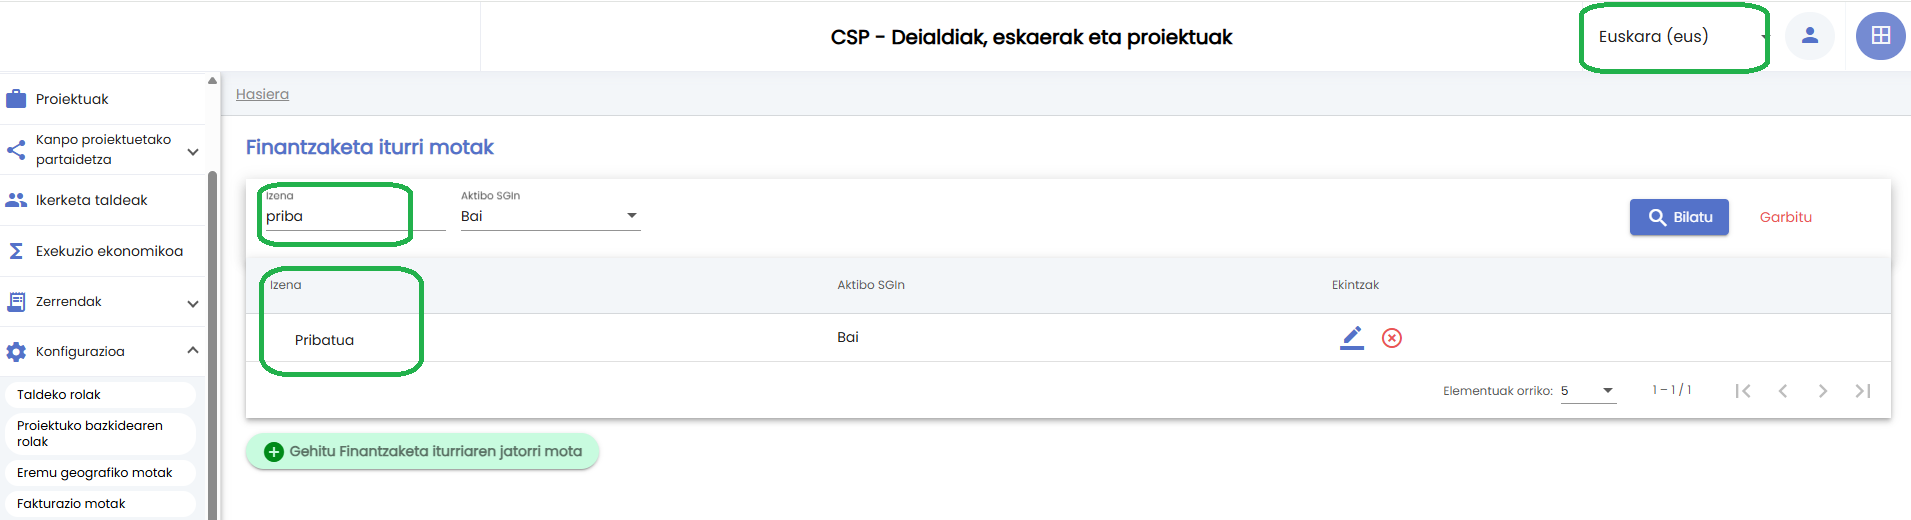 CSP - Deialdiak, eskaerak eta proiektuak
Euskara (eus)
Proiektuak
Kanpo proiektuetako
partaidetza
Ikerketa taldeak
Exekuzio ekonomikoa
Zerrendak
Konfigurazioa
Taldeko rolak
Proiektuko bazkidearen
rolak
Eremu geografiko motak
Fakturazio motak
Hasiera
Finantzaketa iturri motak
Izena
priba
Aktibo SGIn
Bai
Bilatu
Garbitu
Izena
Aktibo SGIn
Ekintzak
Pribatua
Bai
Elementuak orriko: 5
1 – 1 / 1
Gehitu Finantzaketa iturriaren jatorri mota